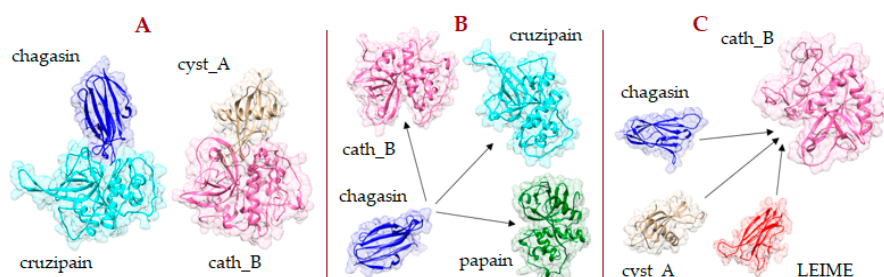 A
chagasin
cyst_A
cruzipain
cath_B
B
cruzipain
cath_B
chagasin
papain
C
cath_B
chagasin
cyst_A
LEIME